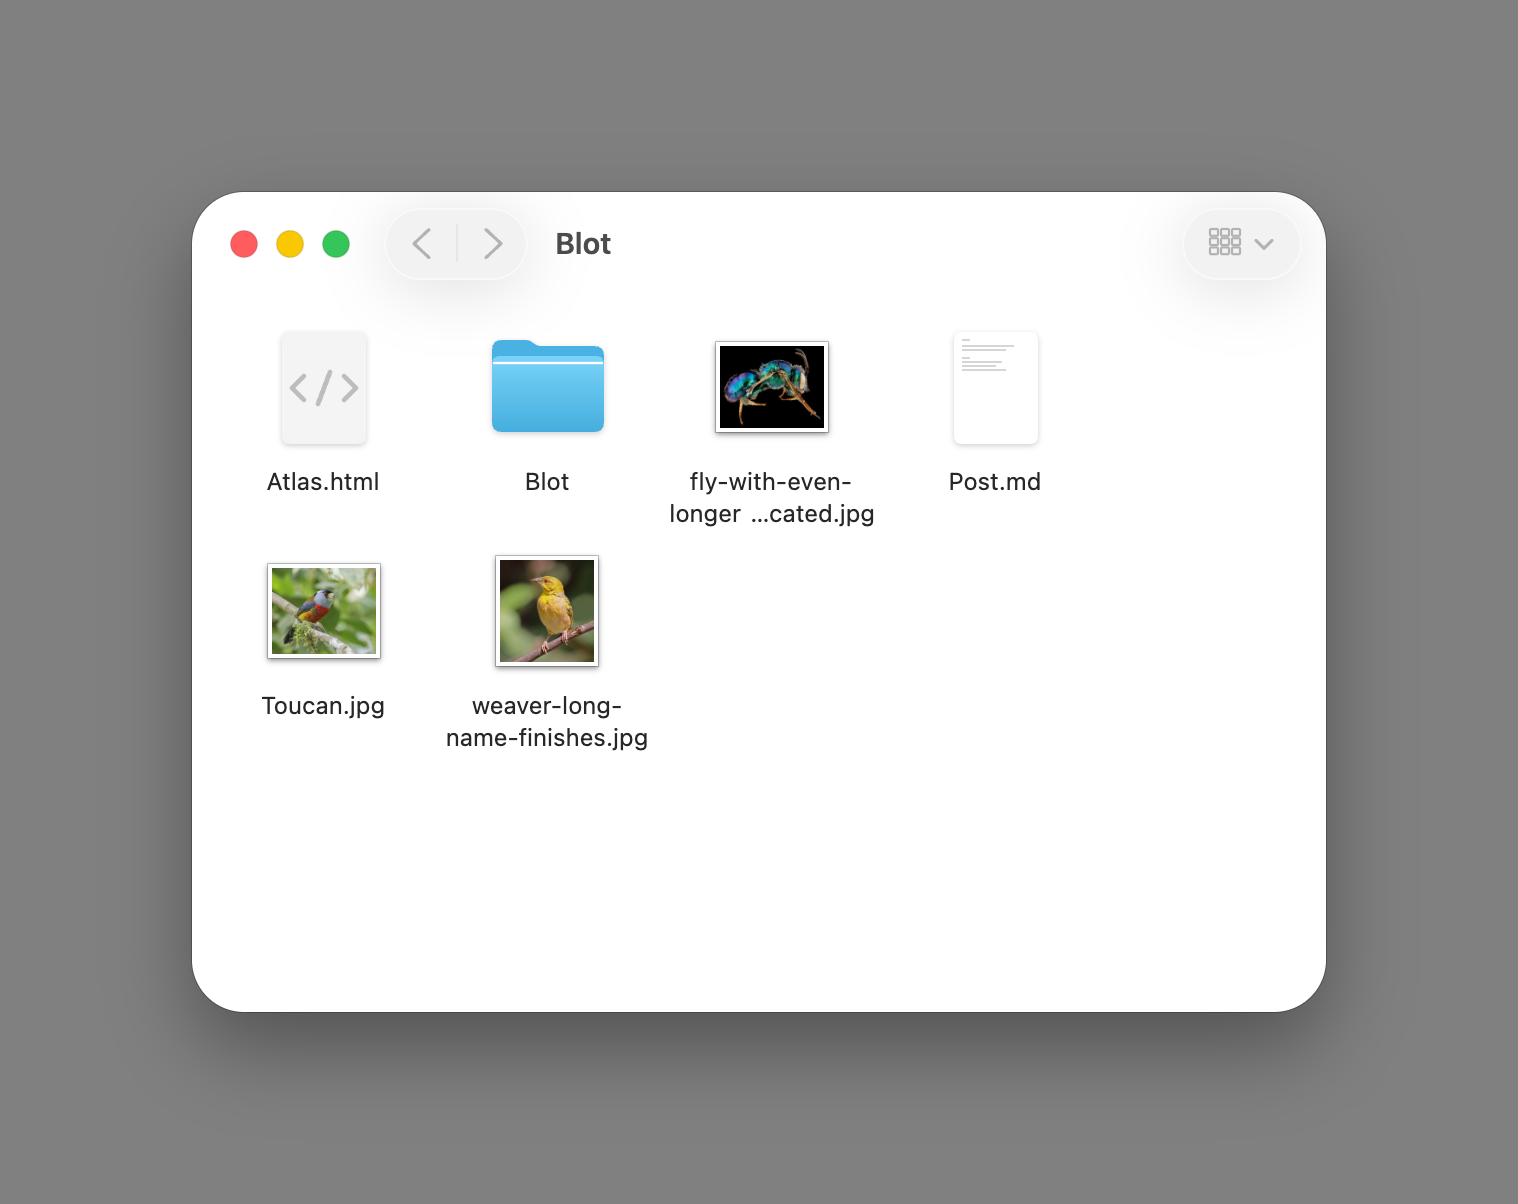 Blot
Atlas.html
Blot
fly-with-even-
longer ...cated.jpg
Post.md
Toucan.jpg
weaver-long-
name-finishes.jpg